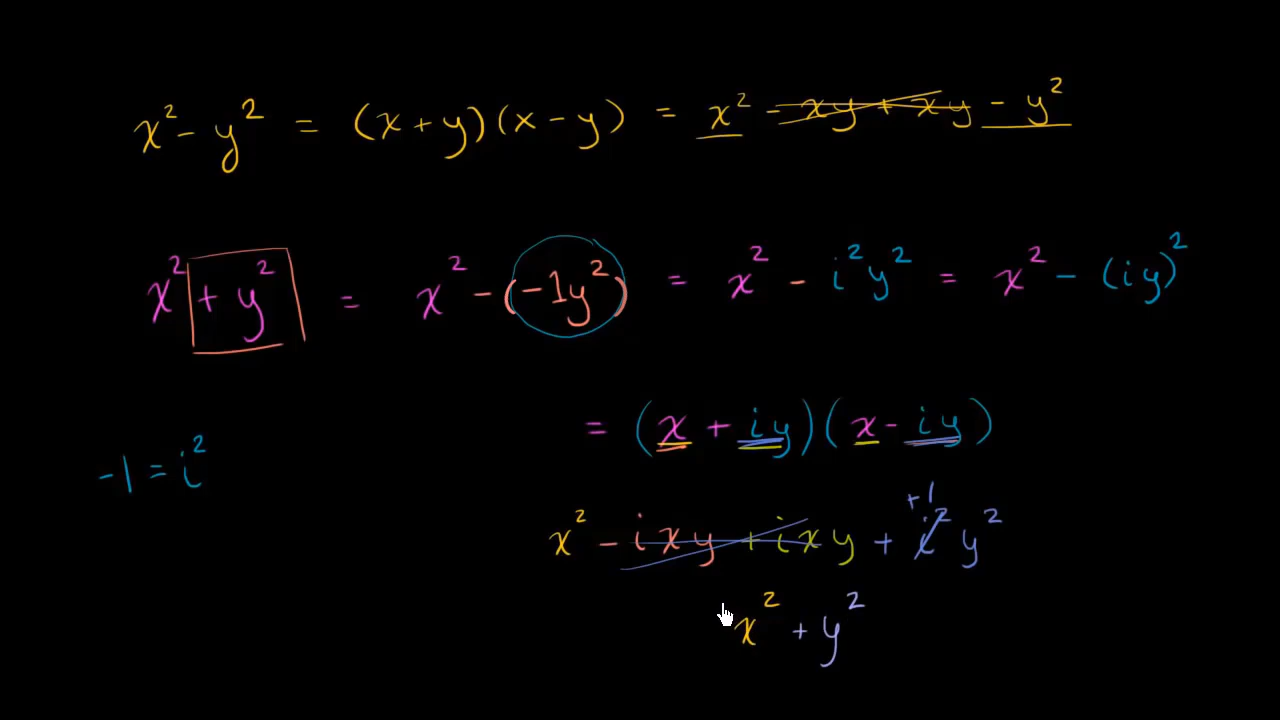 x² - y² = (x + y)(x - y) = x² - xy + xy - y²
x² + y² = x² - (-1y²) = x² - i²y² = x² - (iy)²
= (x + iy)(x - iy)
-1 = i²
+1
x² - ixy + ixy + i²y²
x² + y²